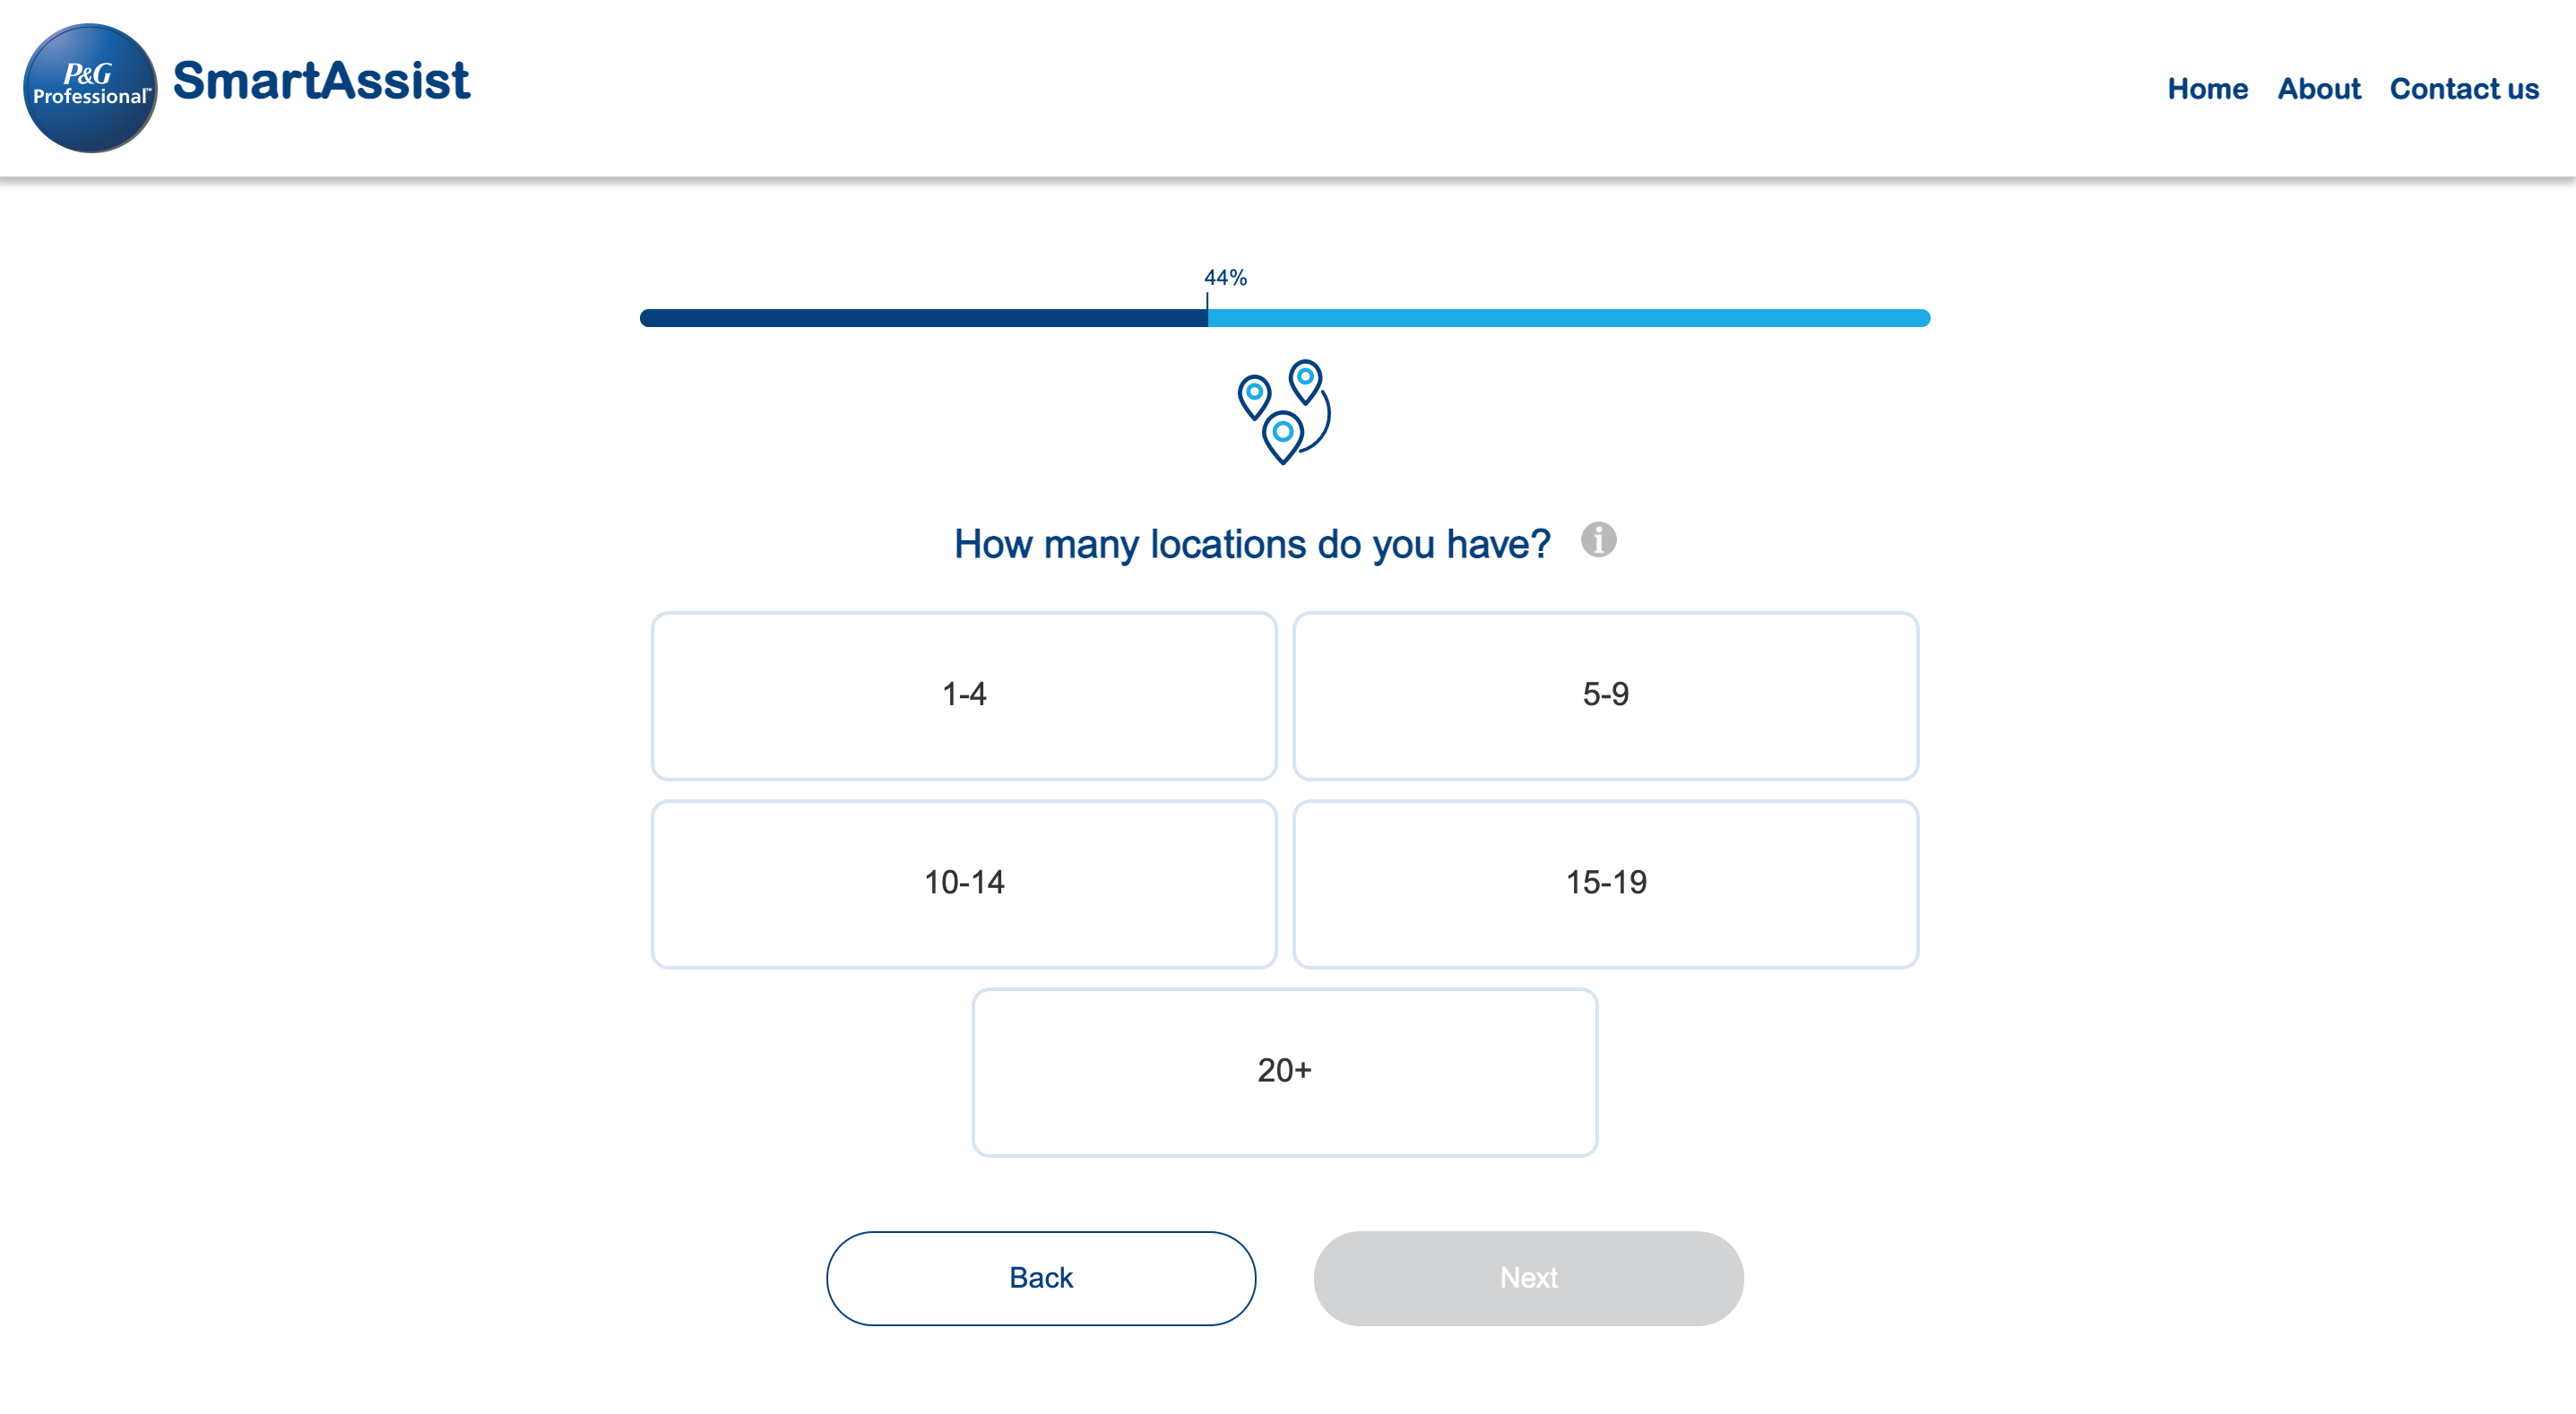 P&G
Professional™
SmartAssist
Home About Contact us
44%
How many locations do you have?
1-4 5-9
10-14 15-19
20+
Back Next